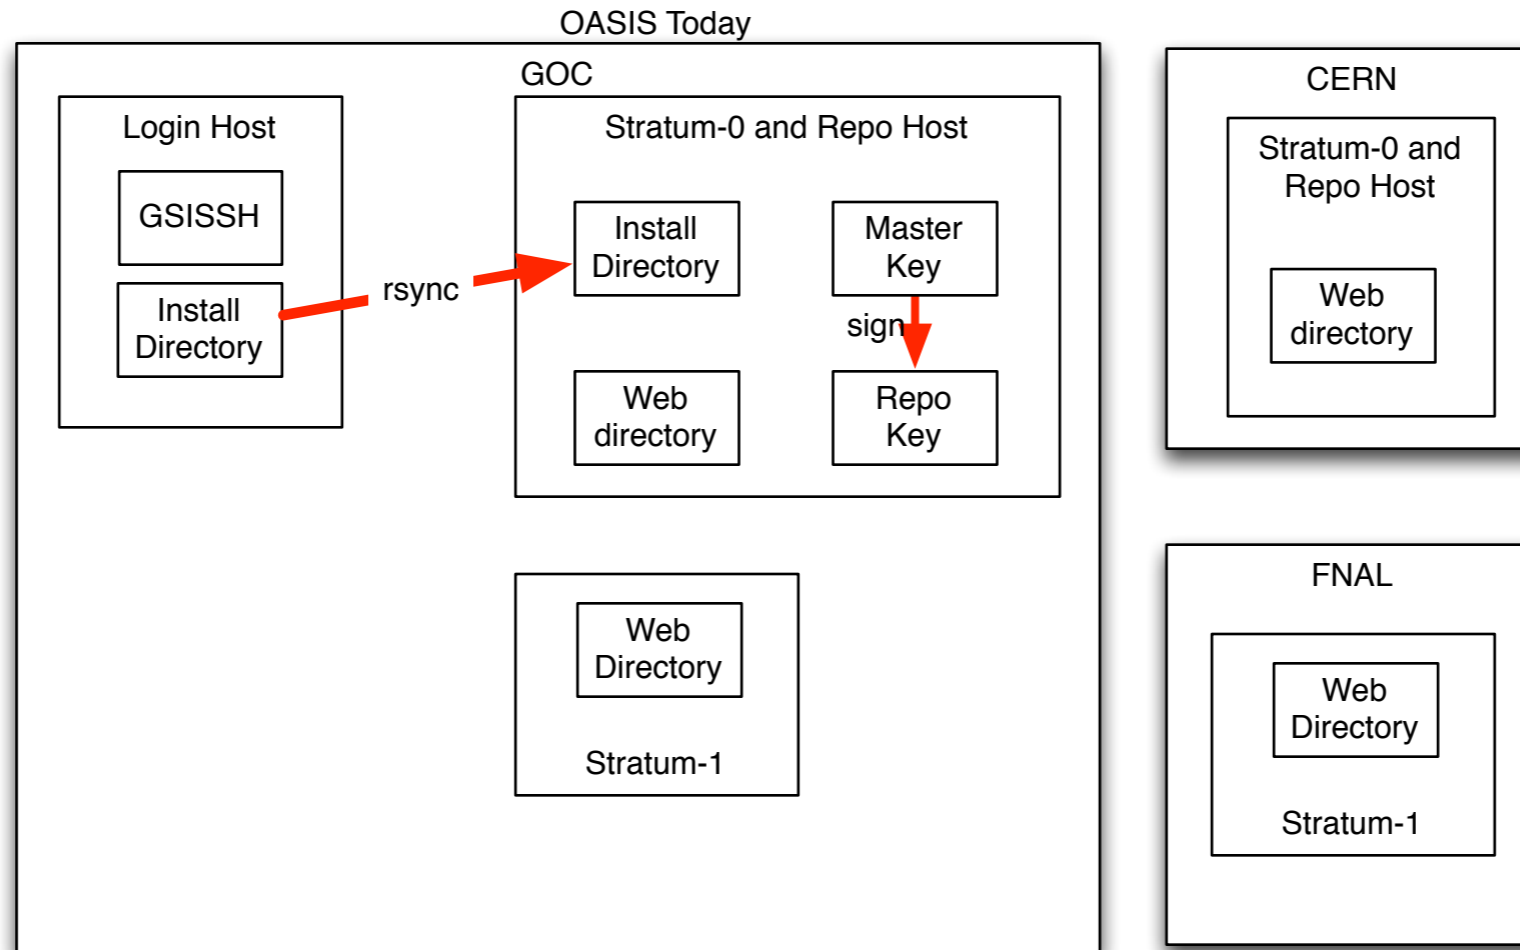 OASIS Today
GOC
Login Host
GSISSH
Install
Directory
rsync
Stratum-0 and Repo Host
Install
Directory
Master
Key
sign
Web
directory
Repo
Key
Web
Directory
Stratum-1
CERN
Stratum-0 and
Repo Host
Web
directory
FNAL
Web
Directory
Stratum-1